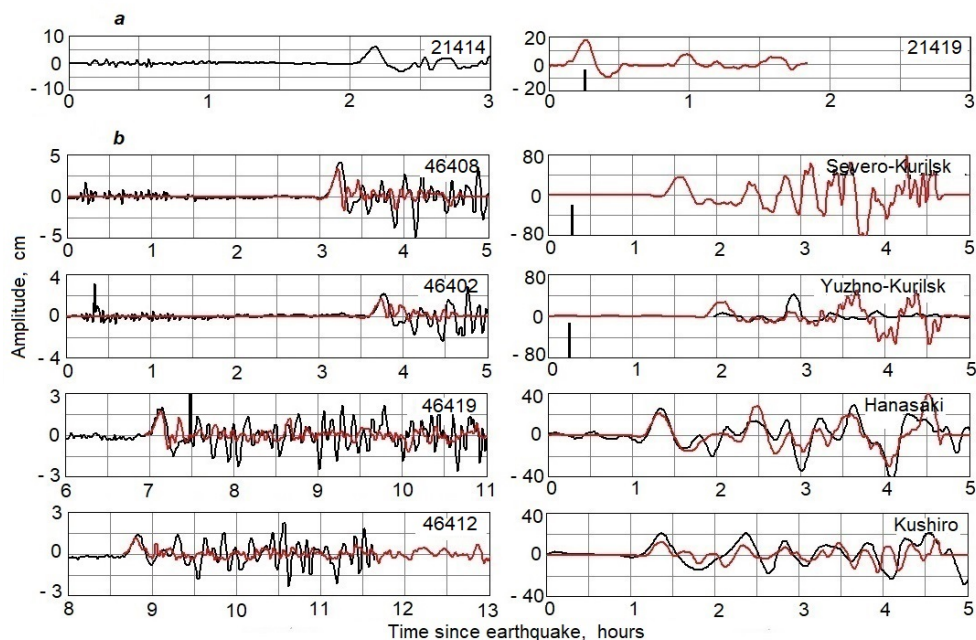 a
10
0
- 10
21414
0 1 2 3
20
0
- 20
21419
0 1 2 3 4 5
b
5
0
- 5
46408
0 1 2 3 4 5
80
0
- 80
Severo-Kurilsk
0 1 2 3 4 5
4
0
- 4
46402
0 1 2 3 4 5
80
0
- 80
Yuzhno-Kurilsk
0 1 2 3 4 5
3
0
- 3
46419
6 7 8 9 10 11
40
0
- 40
Hanasaki
0 1 2 3 4 5
3
0
- 3
46412
8 9 10 11 12 13
40
0
- 40
Kushiro
0 1 2 3 4 5
Amplitude, cm
Time since earthquake, hours